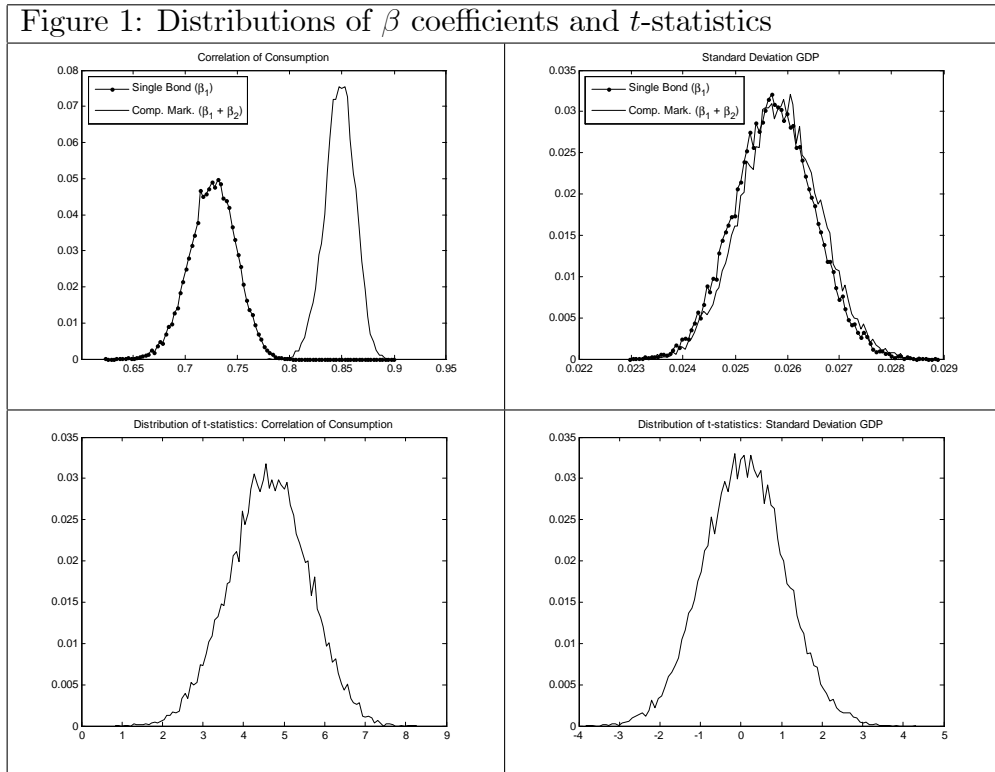 Figure 1: Distributions of β coefficients and t-statistics
Correlation of Consumption
Single Bond (β1)
Comp. Mark. (β1 + β2)
0.08
0.07
0.06
0.05
0.04
0.03
0.02
0.01
0
0.65 0.7 0.75 0.8 0.85 0.9 0.95
Standard Deviation GDP
Single Bond (β1)
Comp. Mark. (β1 + β2)
0.035
0.03
0.025
0.02
0.015
0.01
0.005
0
0.022 0.023 0.024 0.025 0.026 0.027 0.028 0.029
Distribution of t-statistics: Correlation of Consumption
0.035
0.03
0.025
0.02
0.015
0.01
0.005
0
0 1 2 3 4 5 6 7 8 9
Distribution of t-statistics: Standard Deviation GDP
0.035
0.03
0.025
0.02
0.015
0.01
0.005
0
-4 -3 -2 -1 0 1 2 3 4 5